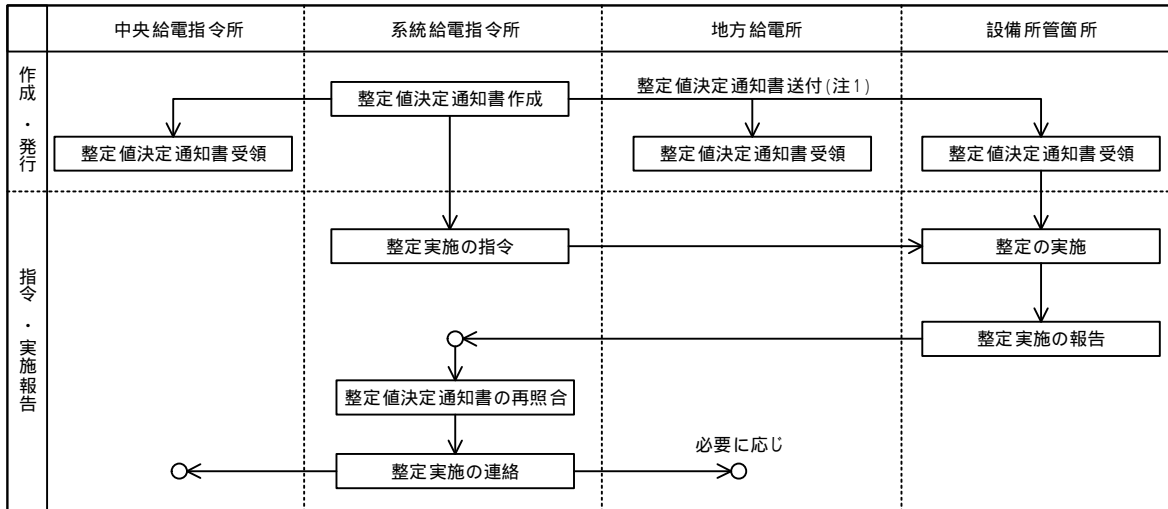 中央給電指令所
系統給電指令所
地方給電所
設備所管箇所
作成・発行
整定値決定通知書作成
整定値決定通知書送付(注1)
整定値決定通知書受領
整定値決定通知書受領
整定値決定通知書受領
指令・実施報告
整定実施の指令
整定の実施
整定実施の報告
整定値決定通知書の再照合
必要に応じ
整定実施の連絡